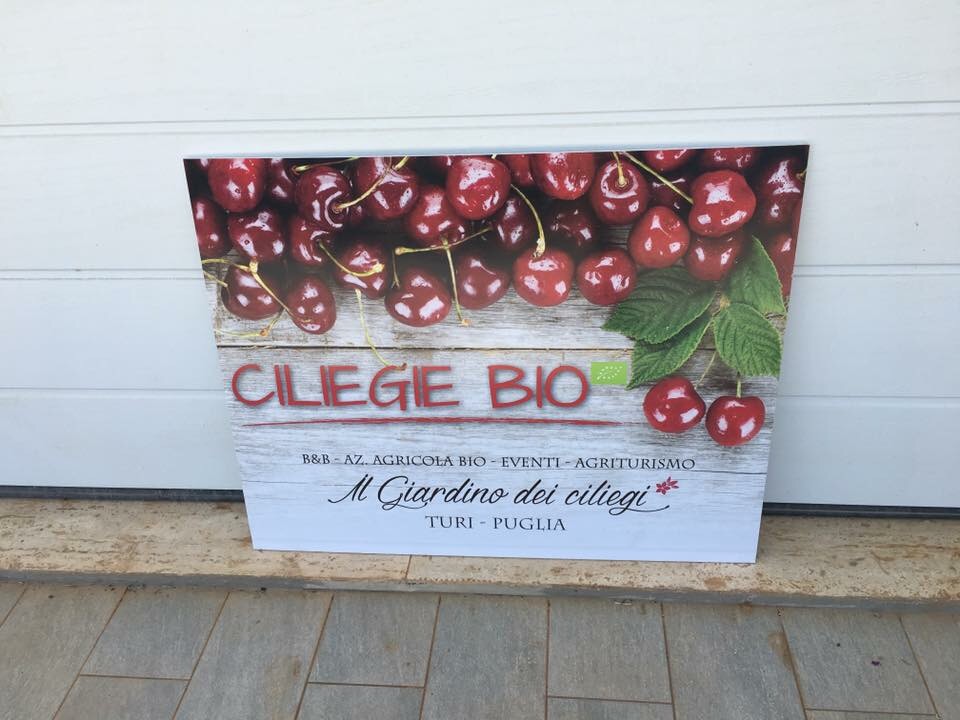 CILIEGIE BIO
B&B - AZ. AGRICOLA BIO - EVENTI - AGRITURISMO
Il Giardino dei ciliegi
TURI - PUGLIA